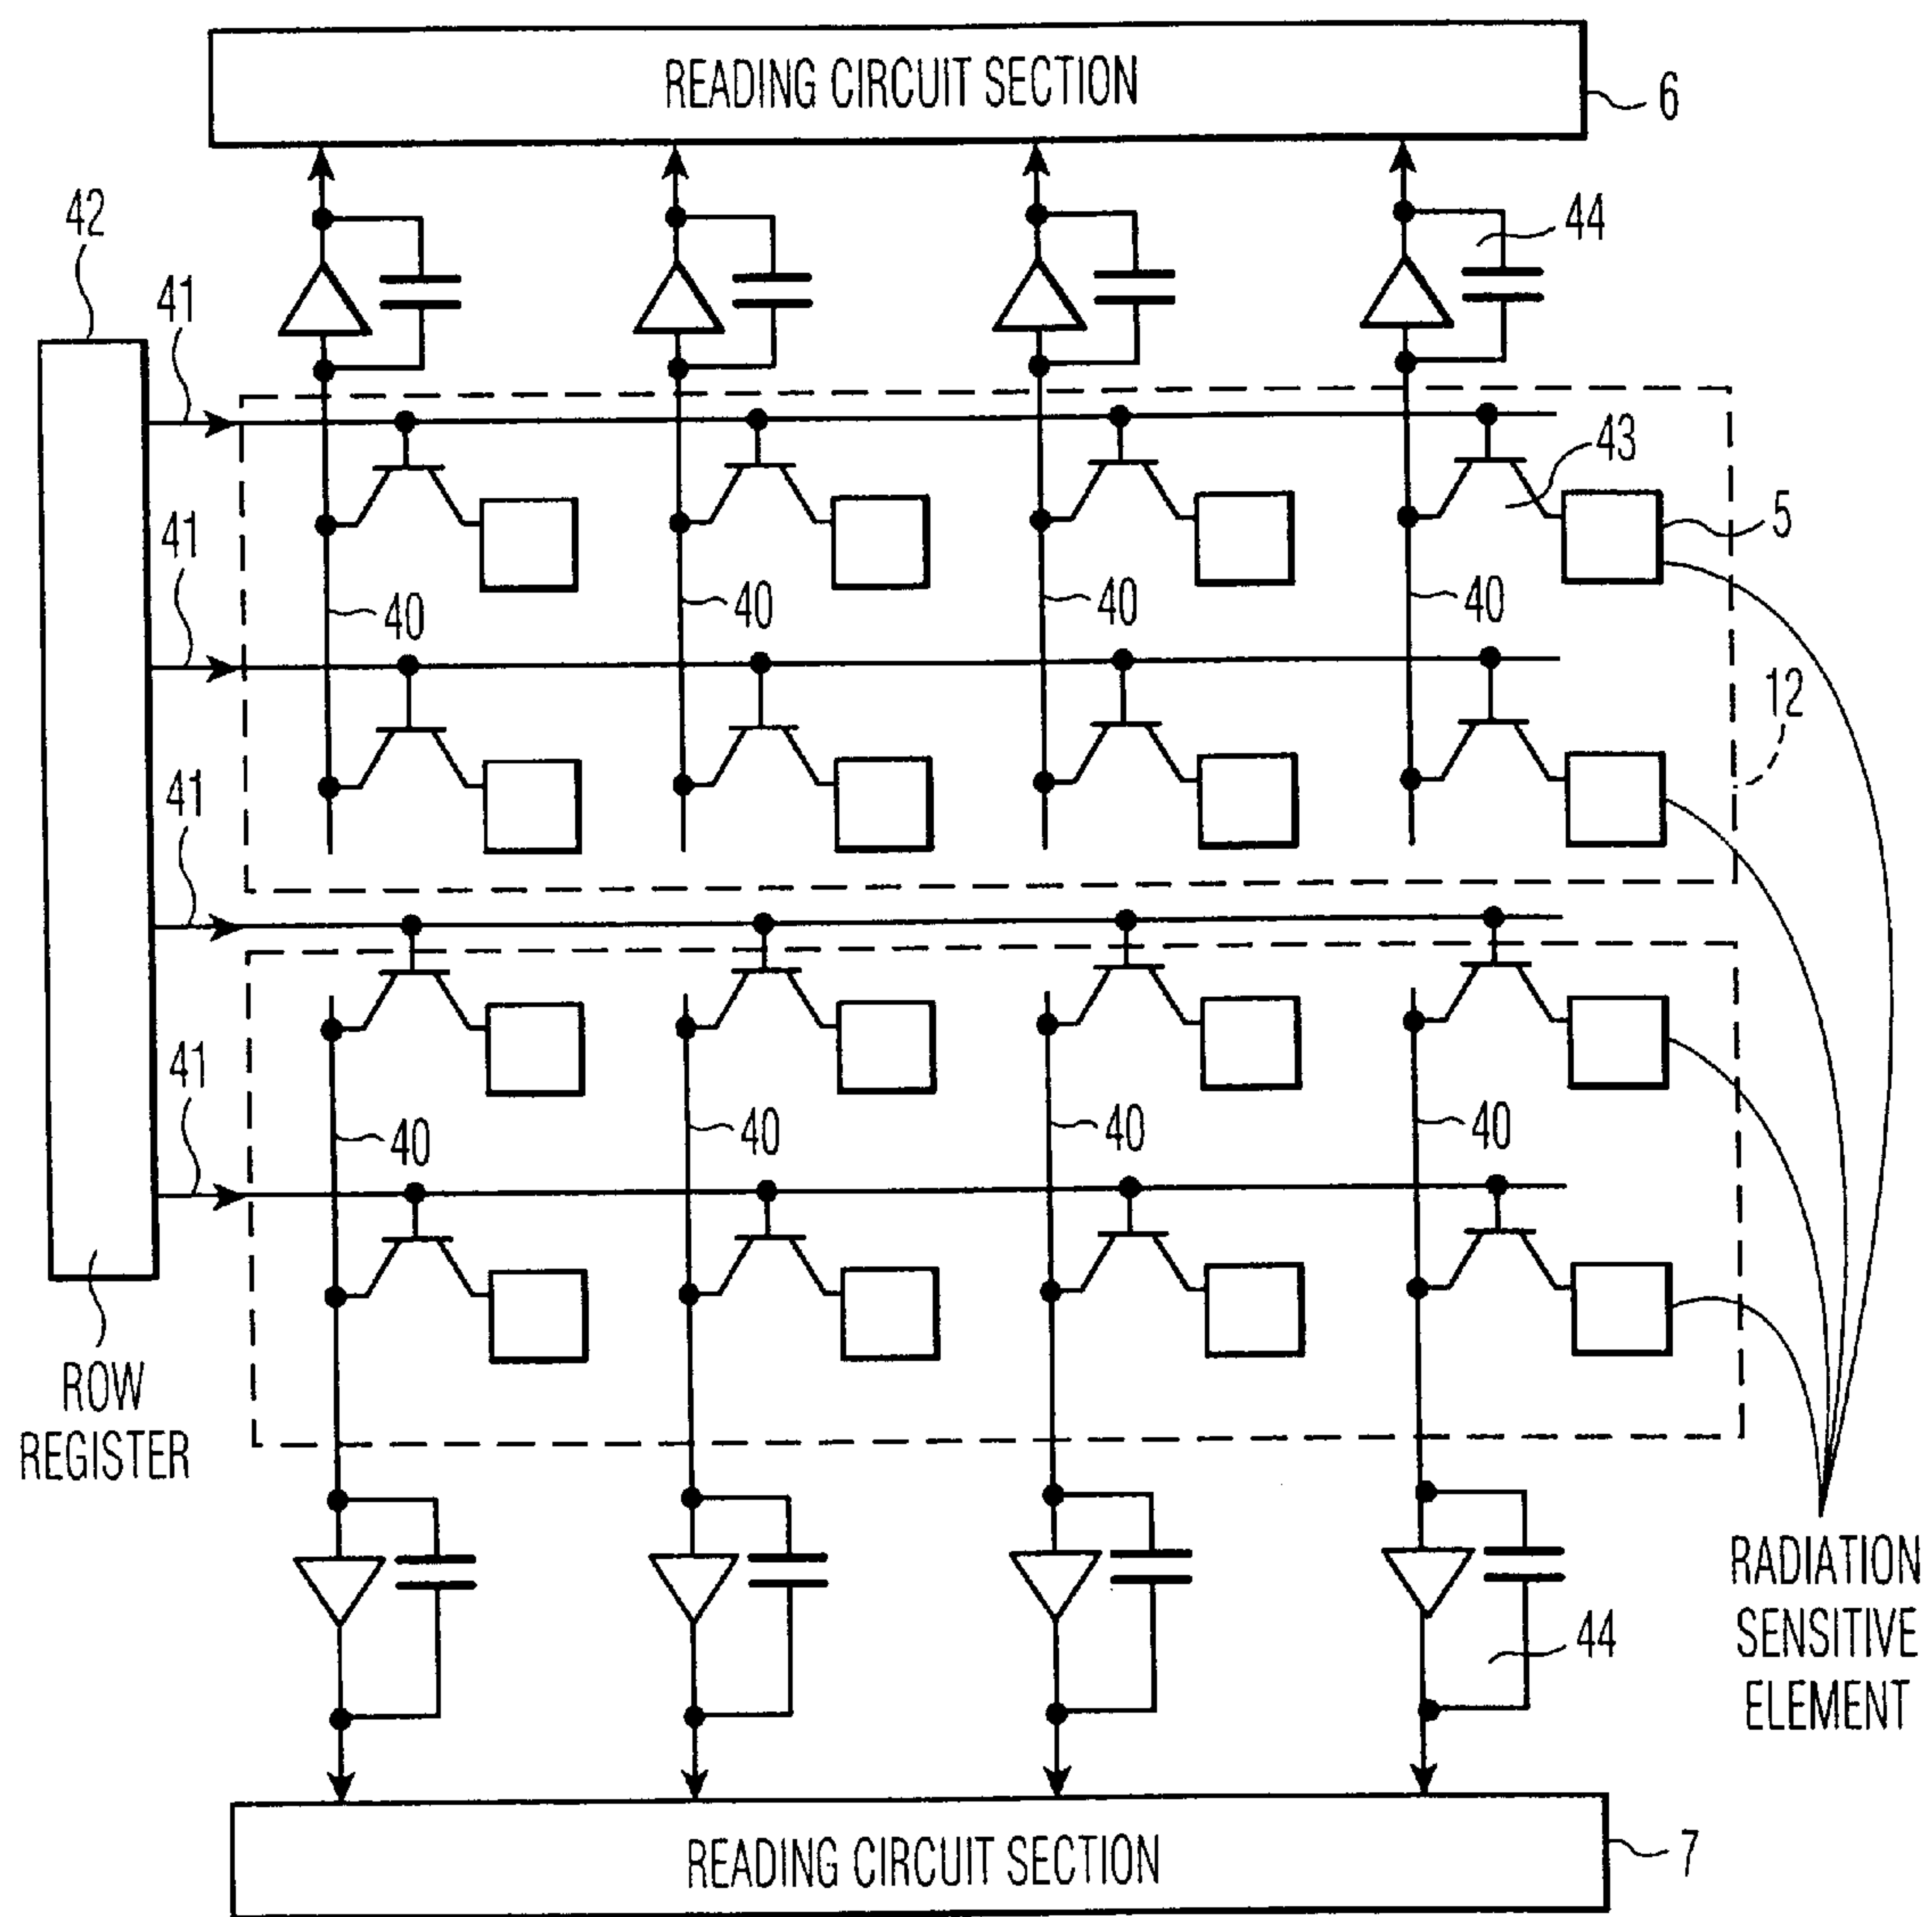 READING CIRCUIT SECTION
6
42
44
41
43
41
5
40 40 40 40
12
41
41
40 40 40 40
ROW
REGISTER
RADIATION
SENSITIVE
ELEMENT
44
READING CIRCUIT SECTION
7